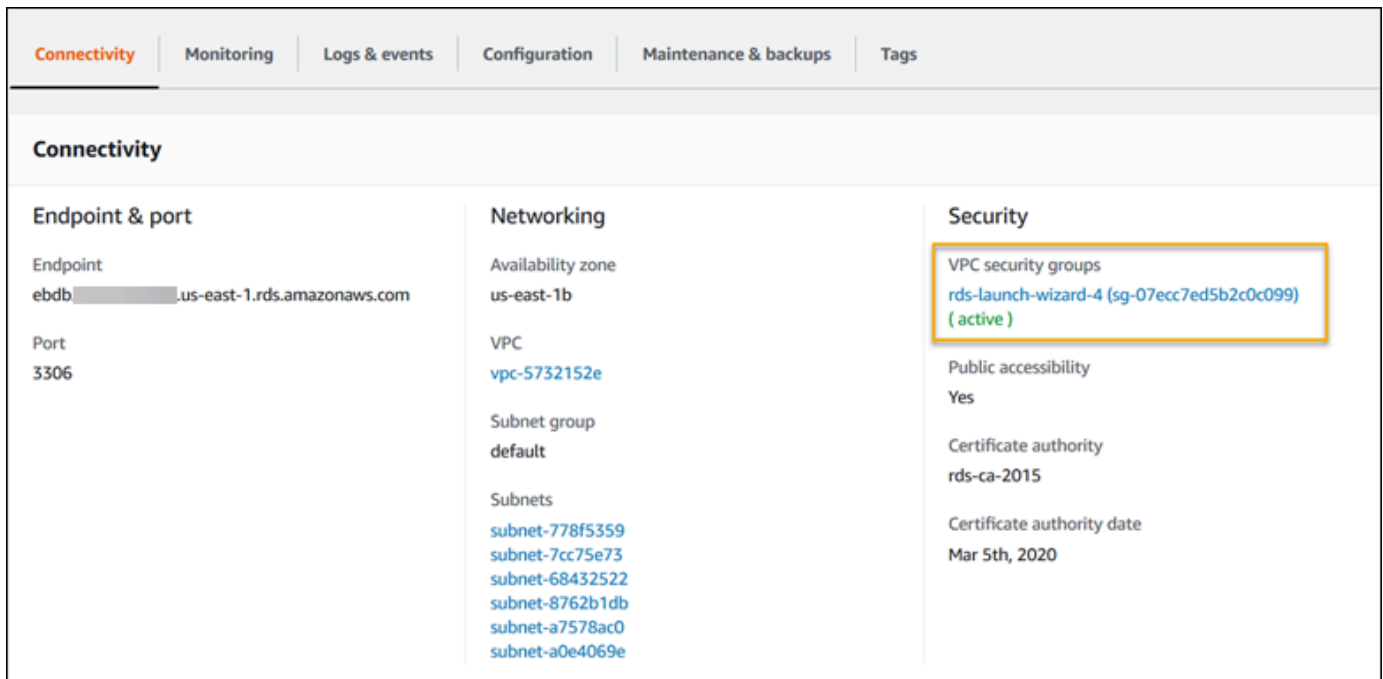 Connectivity
Monitoring
Logs & events
Configuration
Maintenance & backups
Tags
Connectivity
Endpoint & port
Endpoint
ebdb. .us-east-1.rds.amazonaws.com
Port
3306
Networking
Availability zone
us-east-1b
VPC
vpc-5732152e
Subnet group
default
Subnets
subnet-778f5359
subnet-7cc75e73
subnet-68432522
subnet-8762b1db
subnet-a7578ac0
subnet-a0e4069e
Security
VPC security groups
rds-launch-wizard-4 (sg-07ecc7ed5b2c0c099)
( active )
Public accessibility
Yes
Certificate authority
rds-ca-2015
Certificate authority date
Mar 5th, 2020